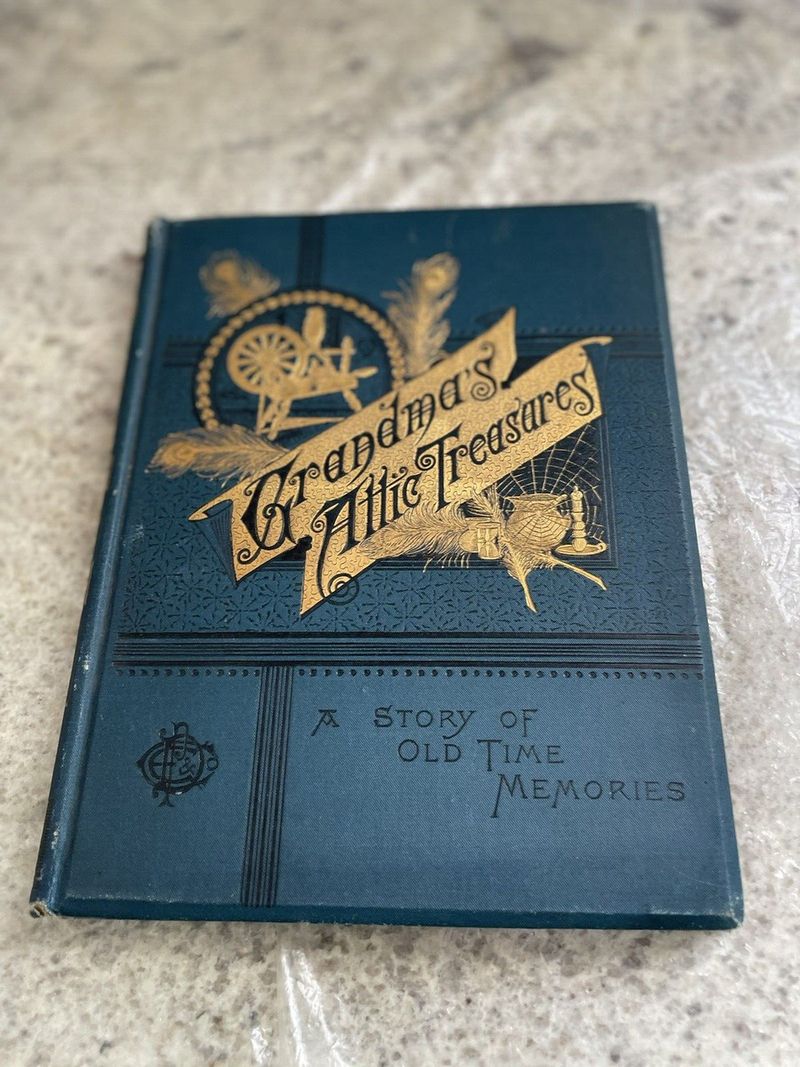 Grandma's
Attic Treasures
A STORY OF
OLD TIME
MEMORIES